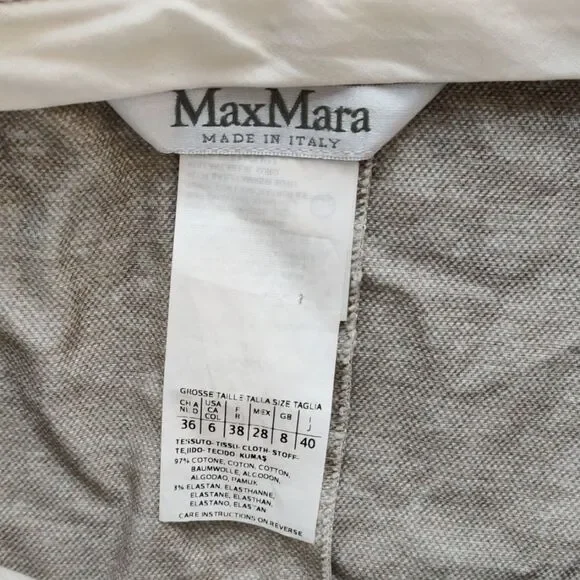 MaxMara
MADE IN ITALY
GROSSE TAILLE TALLA SIZE TAGLIA
CH A USA F MEX GB I
NL D CA COL B J
36 6 38 28 8 40
TESSUTO-TISSU-CLOTH-STOFF-
TEJIDO-TECIDO-KUMAŞ
97% COTONE, COTON, COTTON,
BAUMWOLLE, ALGODON,
ALGODAO, PAMUK
3% ELASTAN, ELASTHANNE,
ELASTANE, ELASTHAN,
ELASTANO, ELASTAN
CARE INSTRUCTIONS ON REVERSE